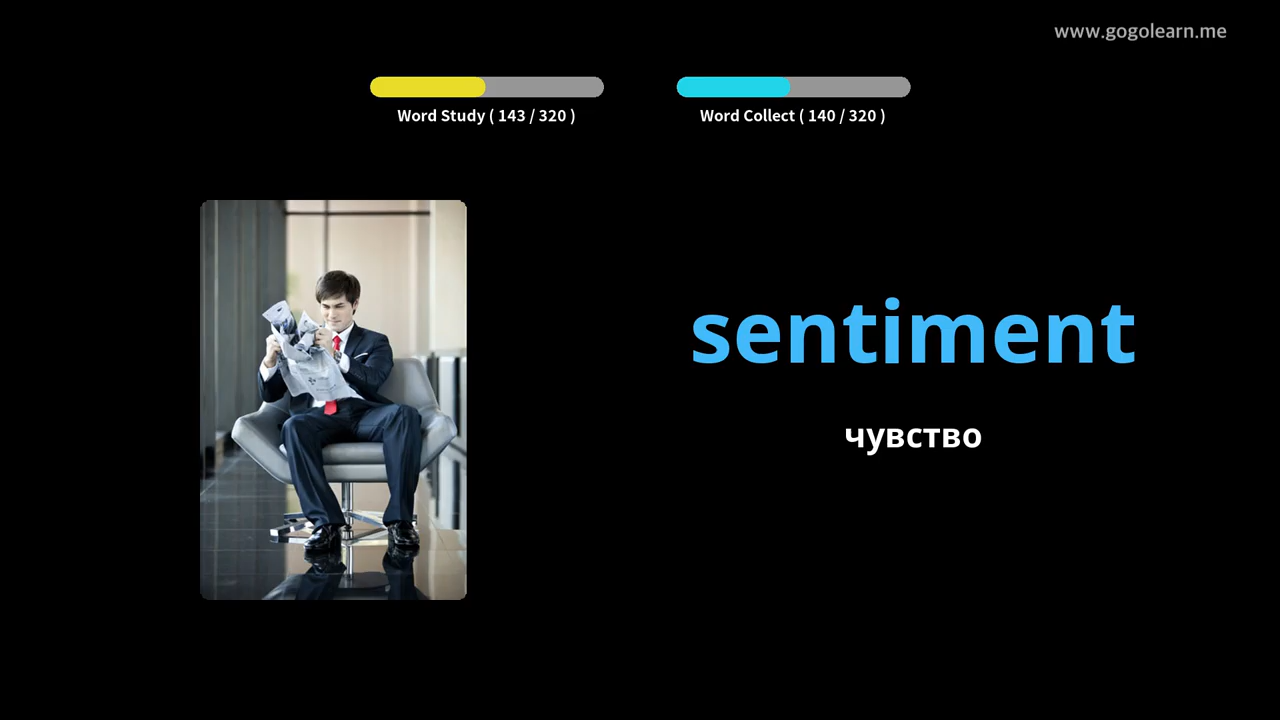 www.gogolearn.me
Word Study ( 143 / 320 )
Word Collect ( 140 / 320 )
sentiment
чувство